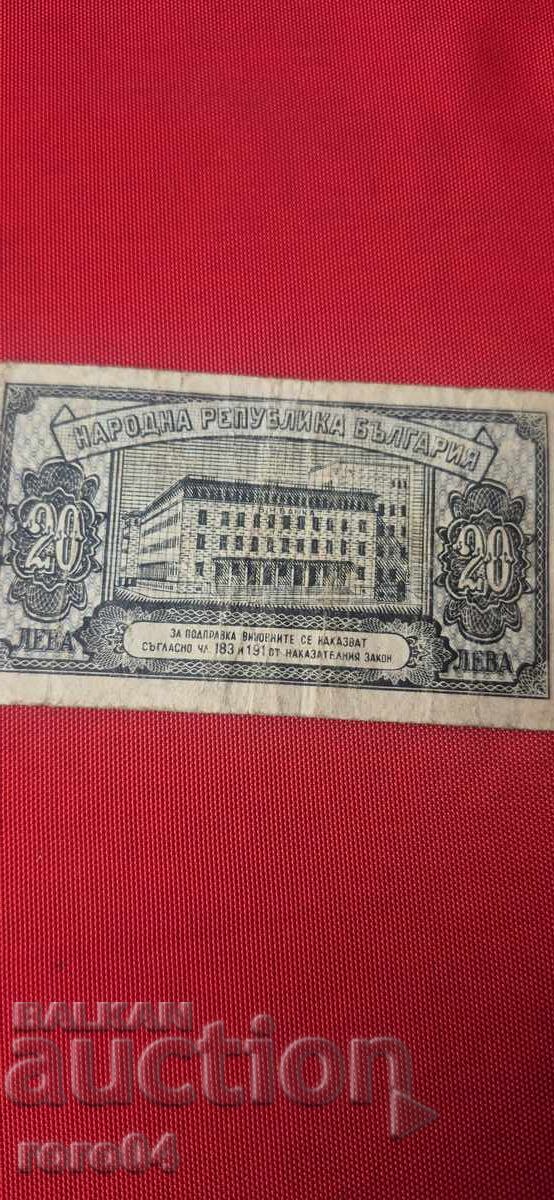 НАРОДНА РЕПУБЛИКА БЪЛГАРИЯ
Б.Н.БАНКА
20
20
ЛЕВА
ЛЕВА
ЗА ПОДПРАВКА ВИНОВНИТЕ СЕ НАКАЗВАТ
СЪГЛАСНО ЧЛ. 183 И 191 ОТ НАКАЗАТЕЛНИЯ ЗАКОН
BALKAN
auction
roro04